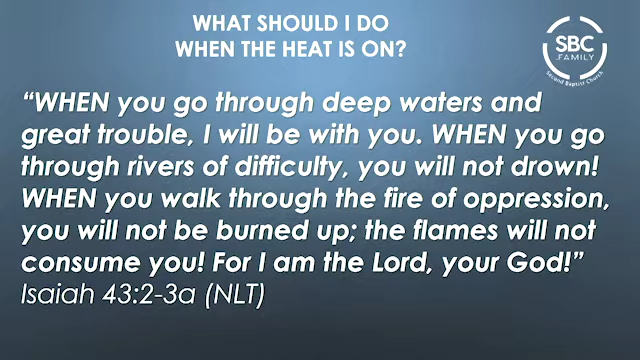 WHAT SHOULD I DO
WHEN THE HEAT IS ON?
SBC
FAMILY
Second Baptist Church
“WHEN you go through deep waters and
great trouble, I will be with you. WHEN you go
through rivers of difficulty, you will not drown!
WHEN you walk through the fire of oppression,
you will not be burned up; the flames will not
consume you! For I am the Lord, your God!”
Isaiah 43:2-3a (NLT)